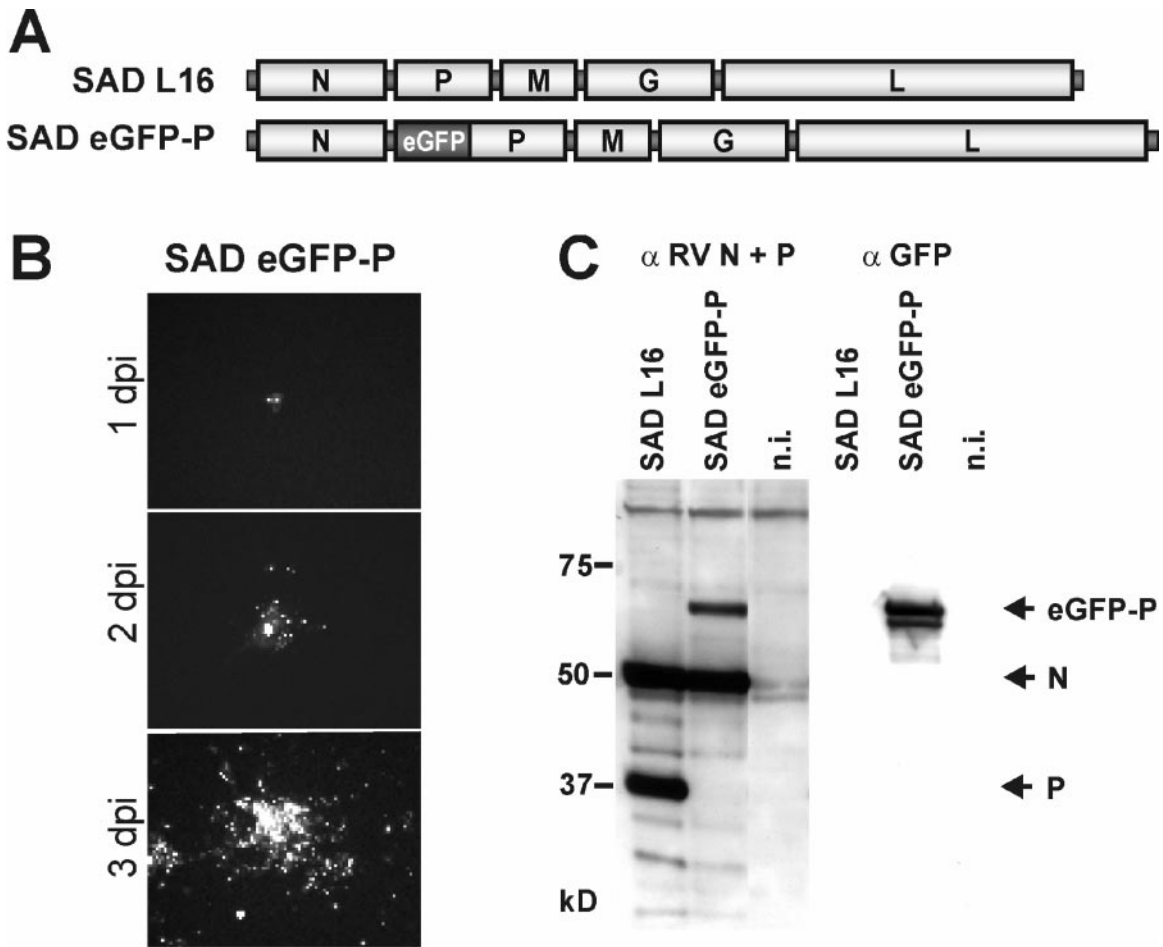 A
SAD L16
N P M G L
SAD eGFP-P
N eGFP P M G L
B
SAD eGFP-P
1 dpi
2 dpi
3 dpi
C
α RV N + P
α GFP
SAD L16
SAD eGFP-P
n.i.
SAD L16
SAD eGFP-P
n.i.
75
50
37
kD
eGFP-P
N
P